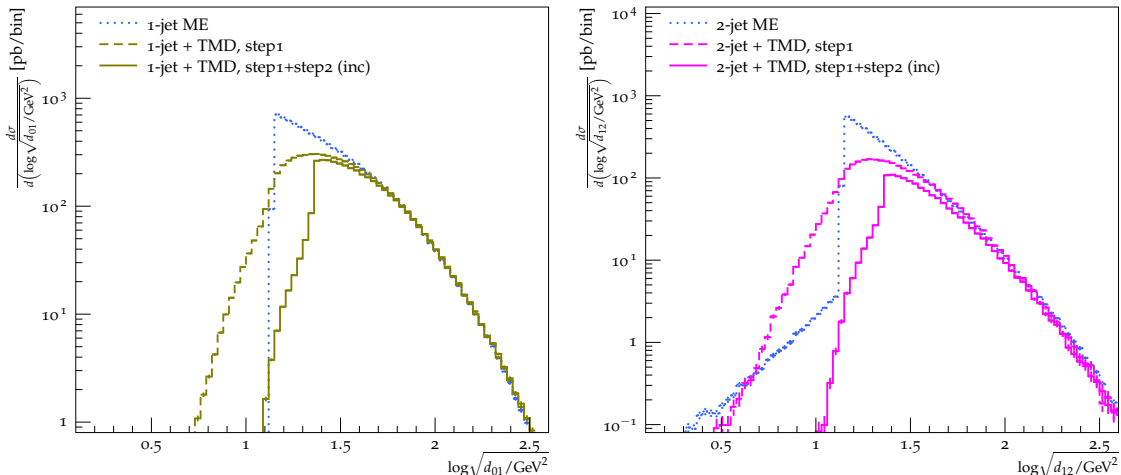 1-jet ME
1-jet + TMD, step1
1-jet + TMD, step1+step2 (inc)
dσ / d(log√d01/GeV²) [pb/bin]
10²
10¹
1
0.5 1 1.5 2 2.5
log√d01/GeV²
2-jet ME
2-jet + TMD, step1
2-jet + TMD, step1+step2 (inc)
dσ / d(log√d12/GeV²) [pb/bin]
10⁴
10³
10²
10¹
1
10⁻¹
0.5 1 1.5 2 2.5
log√d12/GeV²